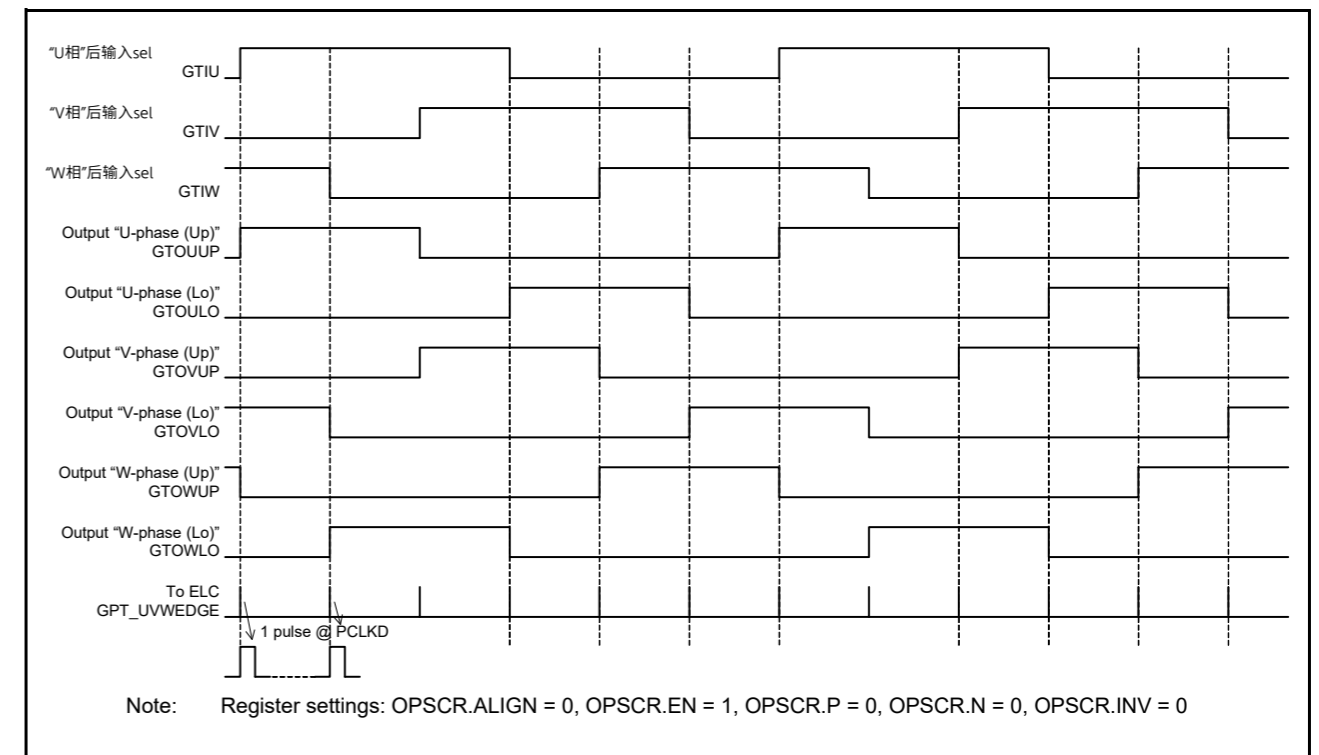 “U相”后输入sel
GTIU
“V相”后输入sel
GTIV
“W相”后输入sel
GTIW
Output “U-phase (Up)”
GTOUUP
Output “U-phase (Lo)”
GTOULO
Output “V-phase (Up)”
GTOVUP
Output “V-phase (Lo)”
GTOVLO
Output “W-phase (Up)”
GTOWUP
Output “W-phase (Lo)”
GTOWLO
To ELC
GPT_UVWEDGE
1 pulse @ PCLKD
Note: Register settings: OPSCR.ALIGN = 0, OPSCR.EN = 1, OPSCR.P = 0, OPSCR.N = 0, OPSCR.INV = 0